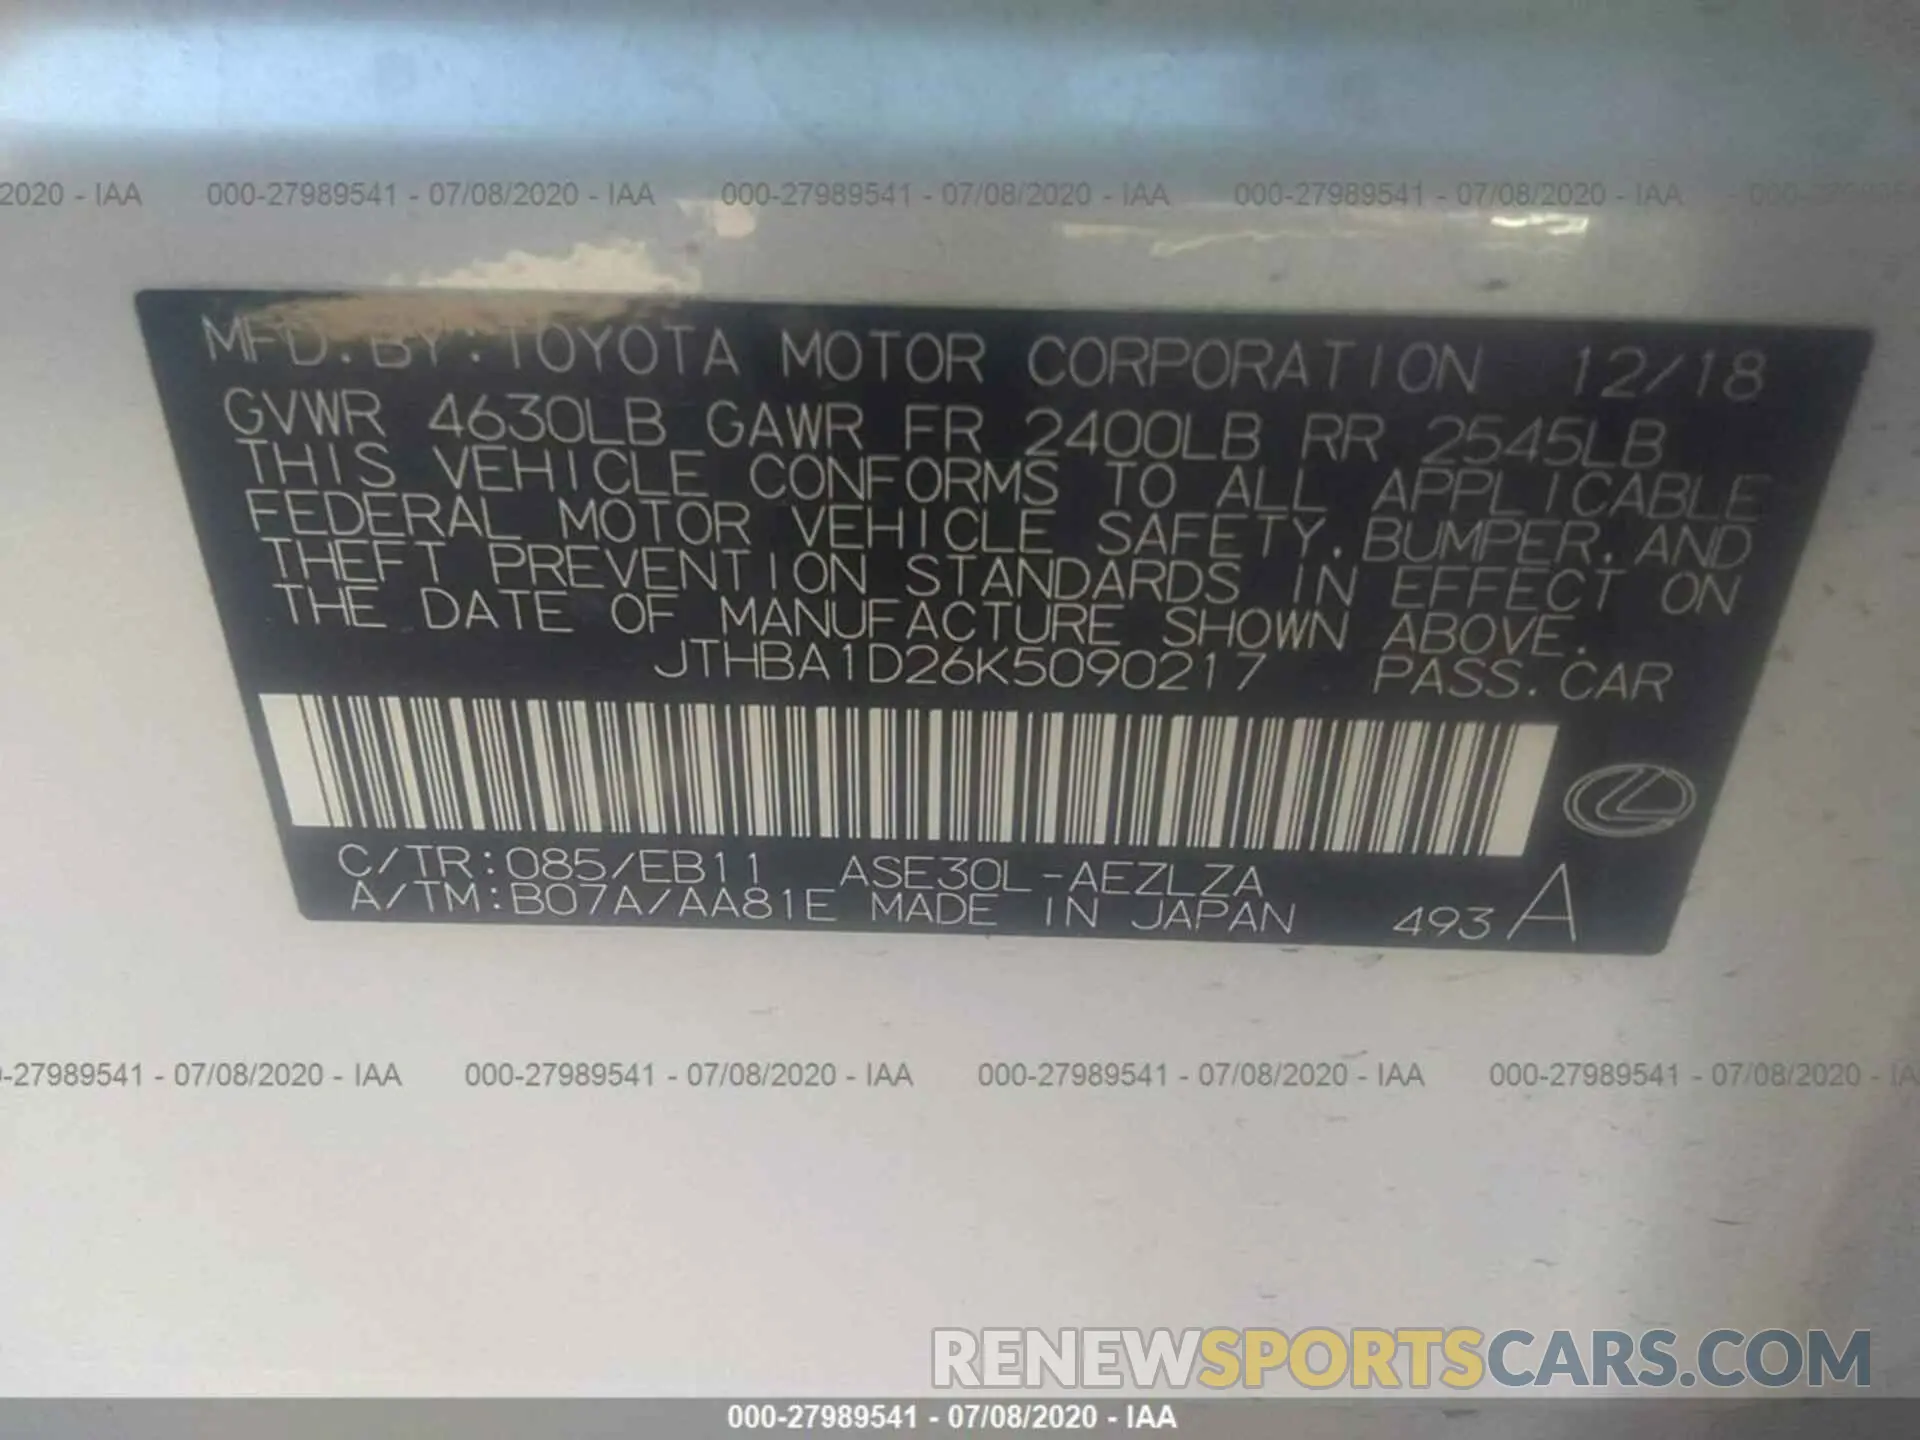 2020 - IAA 000-27989541 - 07/08/2020 - IAA 000-27989541 - 07/08/2020 - IAA 000-27989541 - 07/08/2020 - IAA 000-2798954
MFD. BY: TOYOTA MOTOR CORPORATION 12/18
GVWR 4630LB GAWR FR 2400LB RR 2545LB
THIS VEHICLE CONFORMS TO ALL APPLICABLE
FEDERAL MOTOR VEHICLE SAFETY, BUMPER, AND
THEFT PREVENTION STANDARDS IN EFFECT ON
THE DATE OF MANUFACTURE SHOWN ABOVE.
JTHBA1D26K5090217 PASS. CAR
C/TR: 085/EB11 ASE30L-AEZLZA
A/TM: B07A/AA81E MADE IN JAPAN 493 A
-27989541 - 07/08/2020 - IAA 000-27989541 - 07/08/2020 - IAA 000-27989541 - 07/08/2020 - IAA 000-27989541 - 07/08/2020 - IA
RENEWSPORTSCARS.COM
000-27989541 - 07/08/2020 - IAA